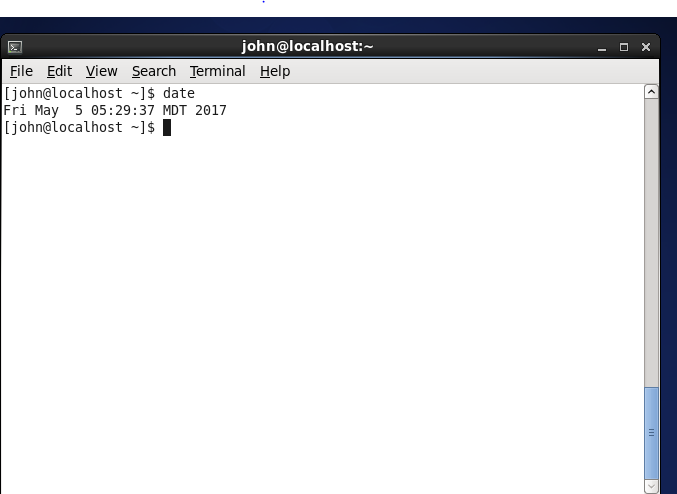 john@localhost:~
File Edit View Search Terminal Help
[john@localhost ~]$ date
Fri May  5 05:29:37 MDT 2017
[john@localhost ~]$